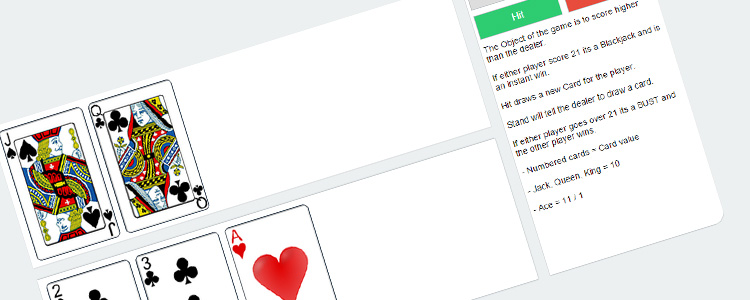 Hit
The Object of the game is to score higher
than the dealer.
If either player score 21 its a Blackjack and is
an instant win.
Hit draws a new Card for the player.
Stand will tell the dealer to draw a card.
If either player goes over 21 its a BUST and
the other player wins.
- Numbered cards = Card value
- Jack, Queen, King = 10
- Ace = 11 / 1
J
J
Q
Q
2
3
A